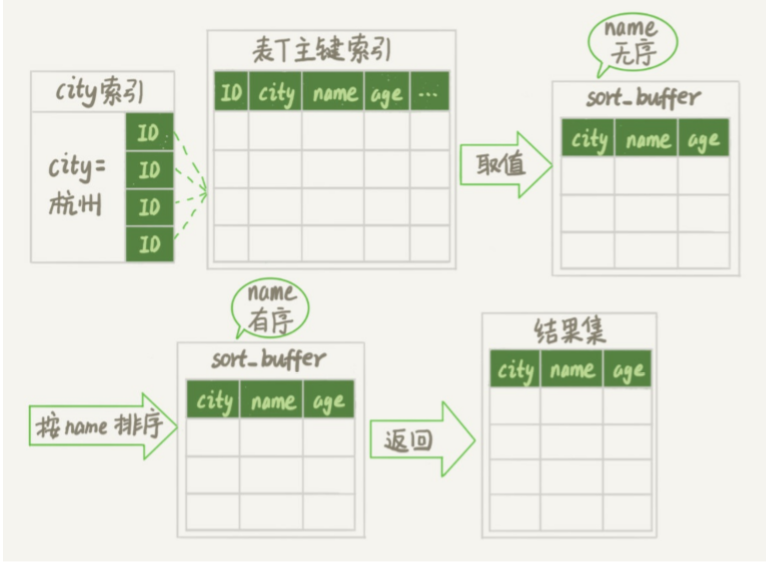 city索引
city=
杭州
ID
ID
ID
ID
表T主键索引
ID city name age ...
取值
name
无序
sort_buffer
city name age
按name排序
name
有序
sort_buffer
city name age
返回
结果集
city name age